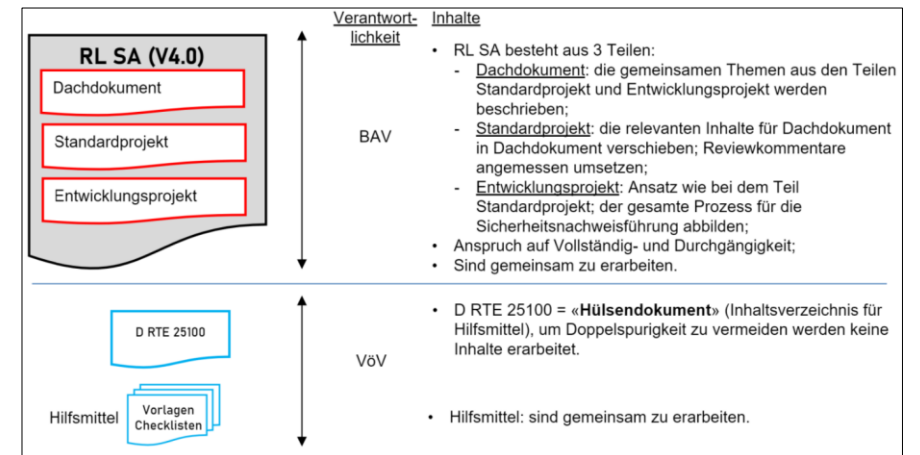 Verantwort-
lichkeit
Inhalte
RL SA (V4.0)
Dachdokument
Standardprojekt
Entwicklungsprojekt
BAV
• RL SA besteht aus 3 Teilen:
- Dachdokument: die gemeinsamen Themen aus den Teilen
Standardprojekt und Entwicklungsprojekt werden
beschrieben;
- Standardprojekt: die relevanten Inhalte für Dachdokument
in Dachdokument verschieben; Reviewkommentare
angemessen umsetzen;
- Entwicklungsprojekt: Ansatz wie bei dem Teil
Standardprojekt; der gesamte Prozess für die
Sicherheitsnachweisführung abbilden;
• Anspruch auf Vollständig- und Durchgängigkeit;
• Sind gemeinsam zu erarbeiten.
D RTE 25100
Hilfsmittel
Vorlagen
Checklisten
VöV
• D RTE 25100 = «Hülsendokument» (Inhaltsverzeichnis für
Hilfsmittel), um Doppelspurigkeit zu vermeiden werden keine
Inhalte erarbeitet.
• Hilfsmittel: sind gemeinsam zu erarbeiten.